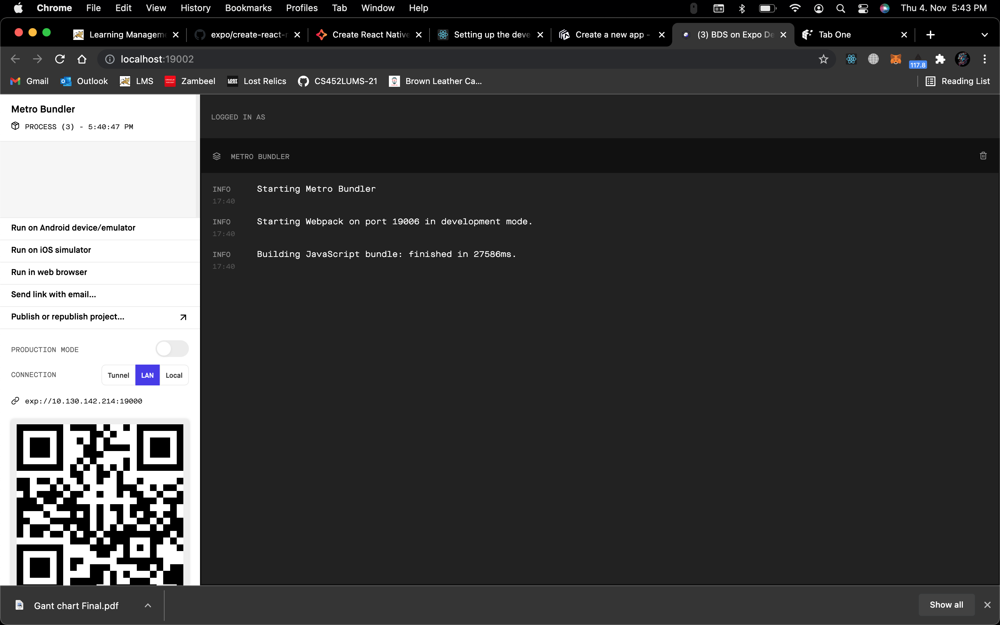 Chrome File Edit View History Bookmarks Profiles Tab Window Help Thu 4. Nov 5:43 PM
Learning Manageme expo/create-react-r Create React Native Setting up the deve Create a new app - (3) BDS on Expo De Tab One
localhost:19002
117.8
Gmail Outlook LMS Zambeel Lost Relics CS452LUMS-21 Brown Leather Ca... Reading List
Metro Bundler
PROCESS (3) - 5:40:47 PM
Run on Android device/emulator
Run on iOS simulator
Run in web browser
Send link with email...
Publish or republish project...
PRODUCTION MODE
CONNECTION Tunnel LAN Local
exp://10.130.142.214:19000
LOGGED IN AS
METRO BUNDLER
INFO Starting Metro Bundler
17:40
INFO Starting Webpack on port 19006 in development mode.
17:40
INFO Building JavaScript bundle: finished in 27586ms.
17:40
Gant chart Final.pdf Show all